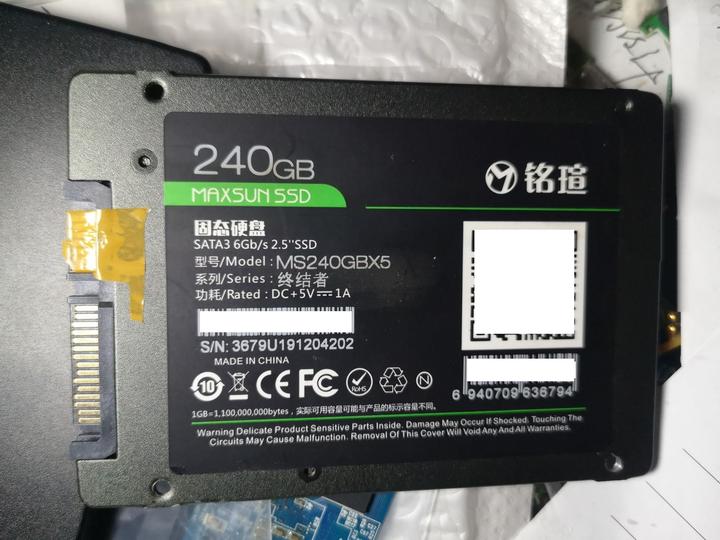 240GB
MAXSUN SSD
铭瑄
固态硬盘
SATA3 6Gb/s 2.5''SSD
型号/Model : MS240GBX5
系列/Series : 终结者
功耗/Rated : DC+5V⎓1A
S/N: 3679U191204202
MADE IN CHINA
10
CE FC RoHS N
6 940709 636794
1GB=1,100,000,000bytes，实际可用容量可能与产品的标示容量不同。
Warning Delicate Product Sensitive Parts Inside. Damage May Occur If Shocked. Touching The
Circuits May Cause Malfunction. Removal Of This Cover Will Void Any And All Warranties.